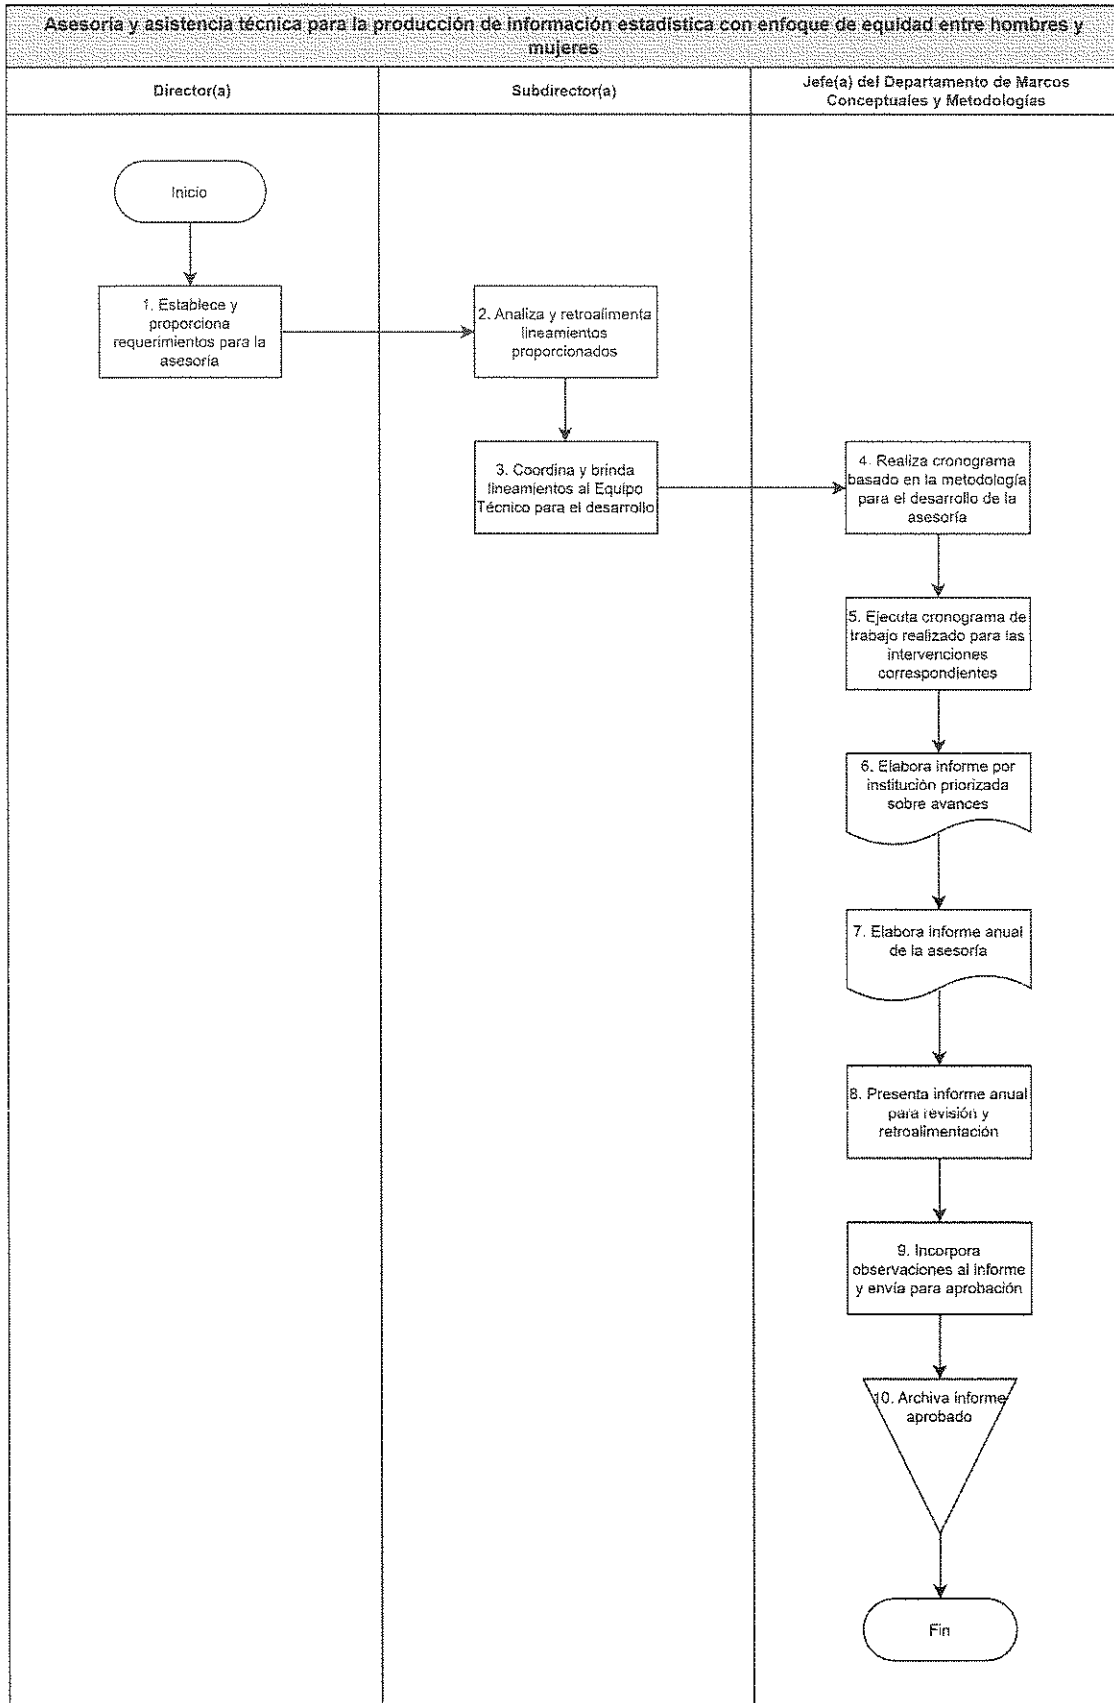 Asesoría y asistencia técnica para la producción de información estadística con enfoque de equidad entre hombres y
mujeres
Director(a)
Subdirector(a)
Jefe(a) del Departamento de Marcos
Conceptuales y Metodologías
Inicio
1. Establece y
proporciona
requerimientos para la
asesoría
2. Analiza y retroalimenta
lineamientos
proporcionados
3. Coordina y brinda
lineamientos al Equipo
Técnico para el desarrollo
4. Realiza cronograma
basado en la metodología
para el desarrollo de la
asesoría
5. Ejecuta cronograma de
trabajo realizado para las
intervenciones
correspondientes
6. Elabora informe por
institución priorizada
sobre avances
7. Elabora informe anual
de la asesoría
8. Presenta informe anual
para revisión y
retroalimentación
9. Incorpora
observaciones al informe
y envía para aprobación
10. Archiva informe
aprobado
Fin